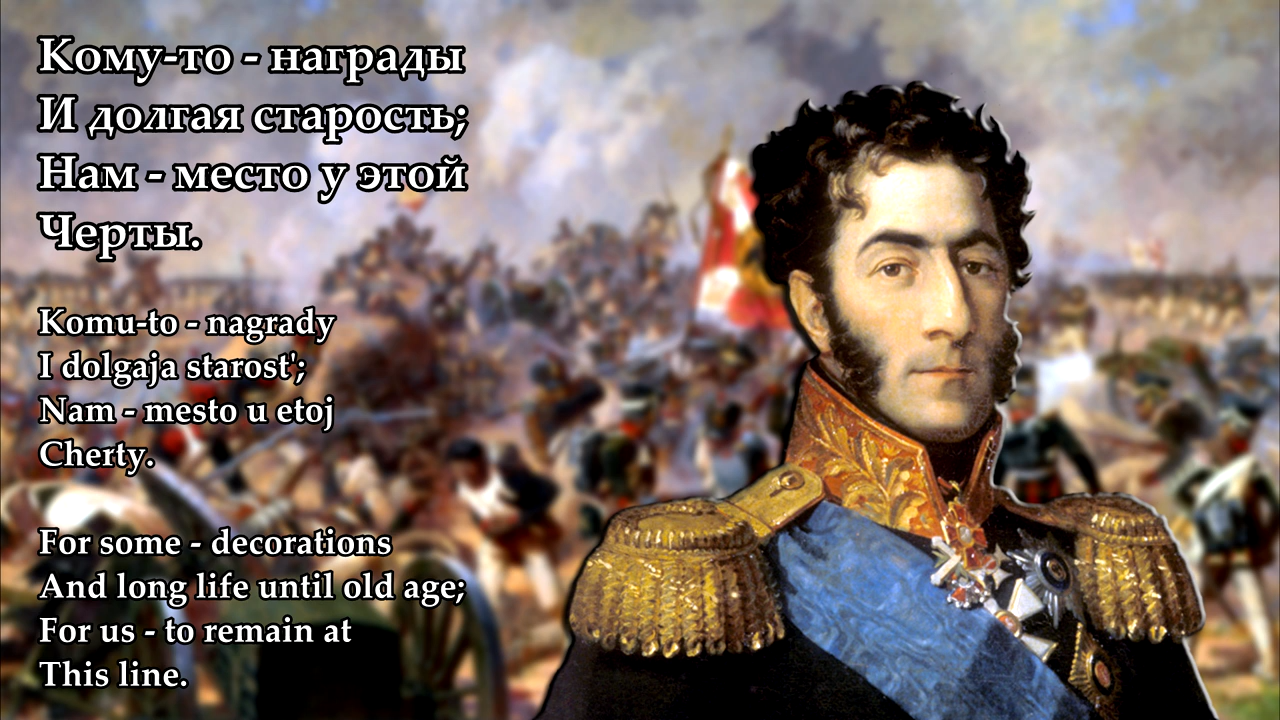 Кому-то - награды
И долгая старость;
Нам - место у этой
Черты.
Komu-to - nagrady
I dolgaja starost';
Nam - mesto u etoj
Cherty.
For some - decorations
And long life until old age;
For us - to remain at
This line.